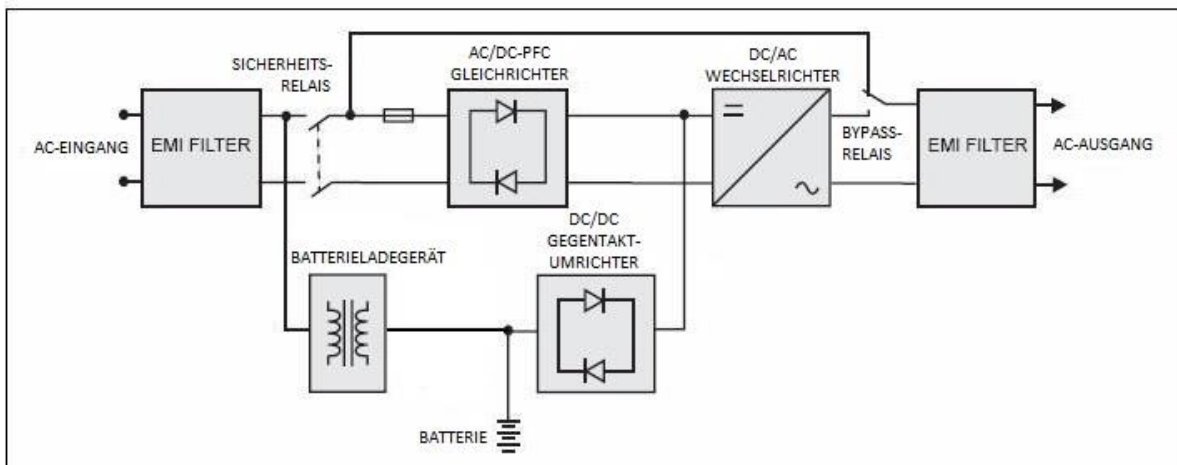 SICHERHEITS-
RELAIS
AC/DC-PFC
GLEICHRICHTER
DC/AC
WECHSELRICHTER
AC-EINGANG
EMI FILTER
BYPASS-
RELAIS
EMI FILTER
AC-AUSGANG
BATTERIELADEGERÄT
DC/DC
GEGENTAKT-
UMRICHTER
BATTERIE